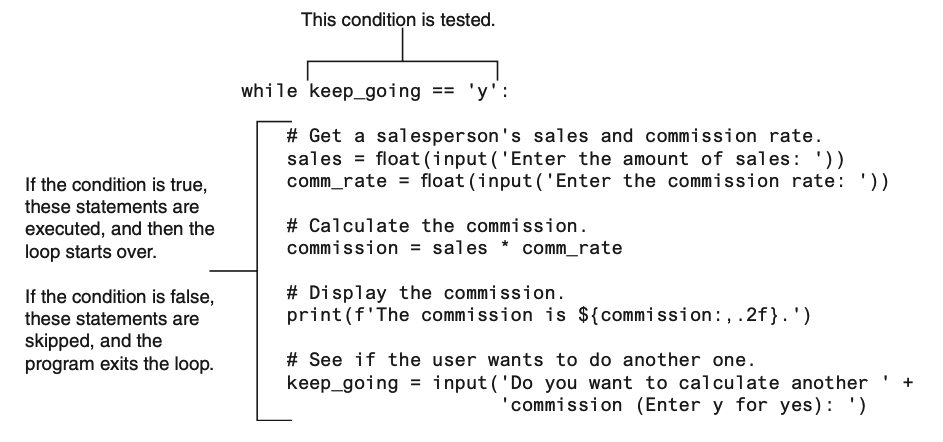 This condition is tested.
while keep_going == 'y':
# Get a salesperson's sales and commission rate.
sales = float(input('Enter the amount of sales: '))
comm_rate = float(input('Enter the commission rate: '))
# Calculate the commission.
commission = sales * comm_rate
# Display the commission.
print(f'The commission is ${commission:,.2f}.')
# See if the user wants to do another one.
keep_going = input('Do you want to calculate another ' +
'commission (Enter y for yes): ')
If the condition is true,
these statements are
executed, and then the
loop starts over.
If the condition is false,
these statements are
skipped, and the
program exits the loop.